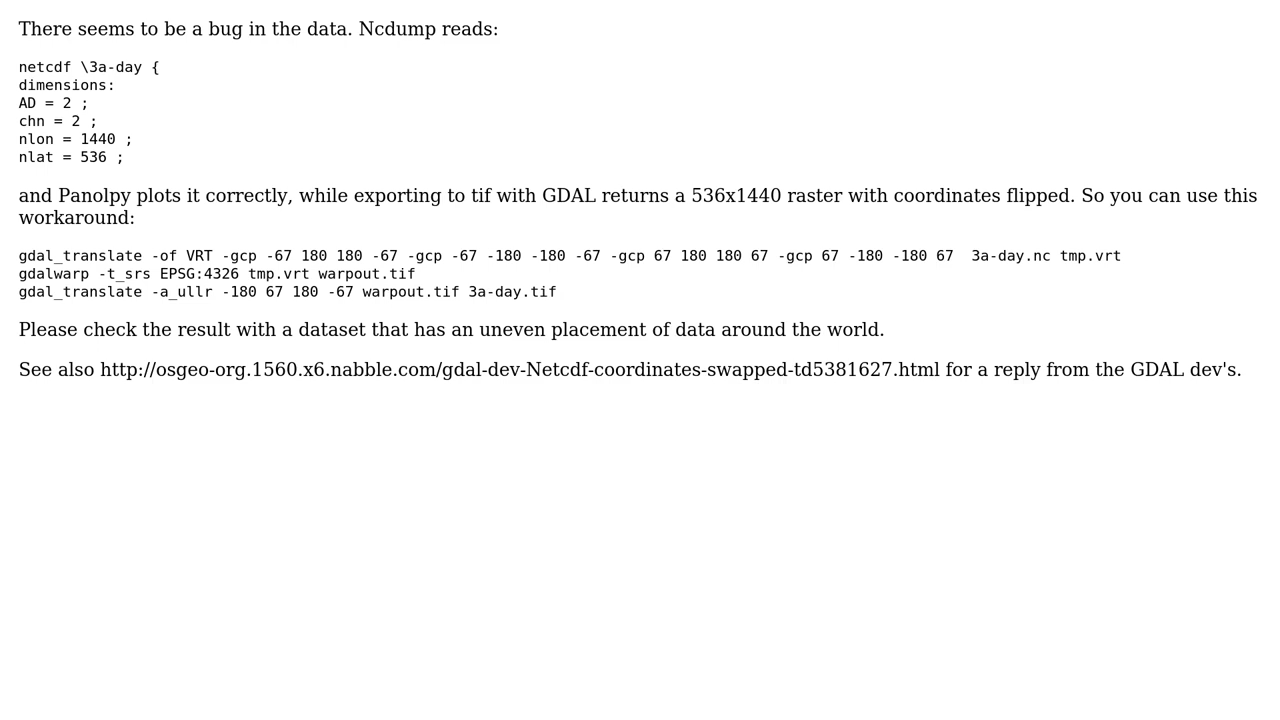 There seems to be a bug in the data. Ncdump reads:
netcdf \3a-day {
dimensions:
AD = 2 ;
chn = 2 ;
nlon = 1440 ;
nlat = 536 ;
and Panolpy plots it correctly, while exporting to tif with GDAL returns a 536x1440 raster with coordinates flipped. So you can use this
workaround:
gdal_translate -of VRT -gcp -67 180 180 -67 -gcp -67 -180 -180 -67 -gcp 67 180 180 67 -gcp 67 -180 -180 67  3a-day.nc tmp.vrt
gdalwarp -t_srs EPSG:4326 tmp.vrt warpout.tif
gdal_translate -a_ullr -180 67 180 -67 warpout.tif 3a-day.tif
Please check the result with a dataset that has an uneven placement of data around the world.
See also http://osgeo-org.1560.x6.nabble.com/gdal-dev-Netcdf-coordinates-swapped-td5381627.html for a reply from the GDAL dev's.